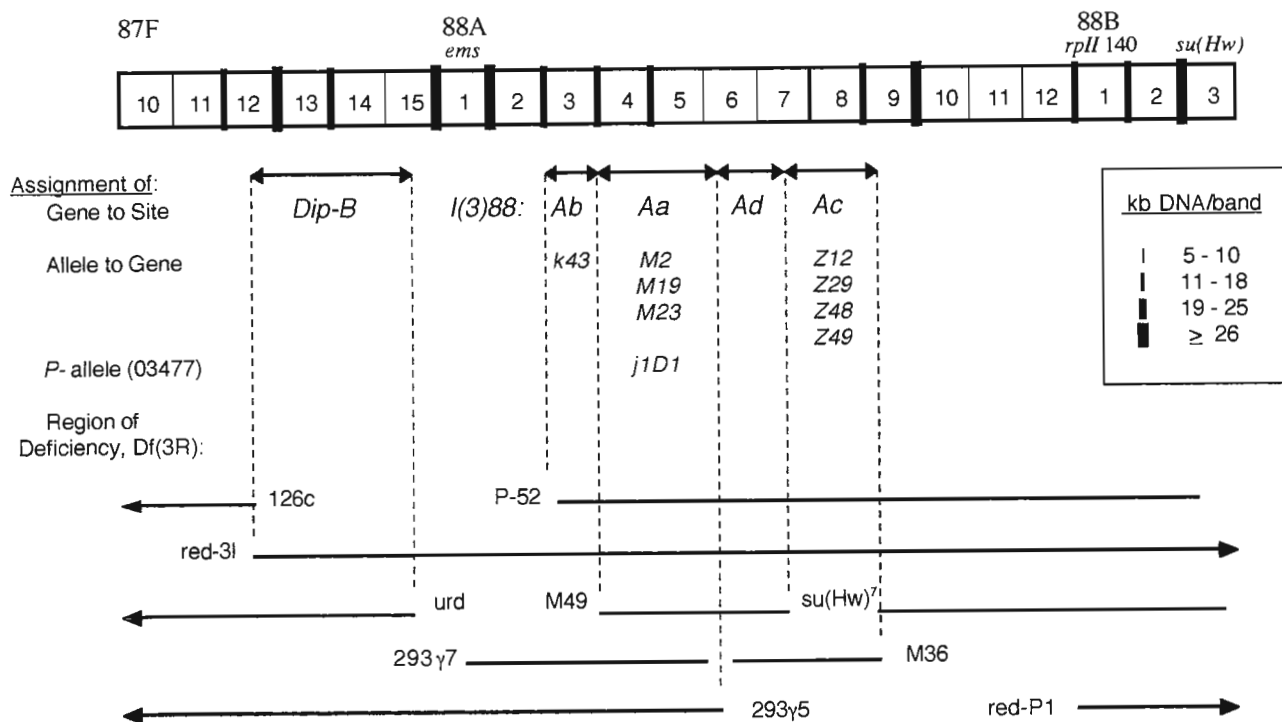 87F 88A 88B
ems rpII 140 su(Hw)
10 11 12 13 14 15 1 2 3 4 5 6 7 8 9 10 11 12 1 2 3
Assignment of:
Gene to Site Dip-B l(3)88: Ab Aa Ad Ac
Allele to Gene k43 M2 Z12
M19 Z29
M23 Z48
Z49
P- allele (03477) j1D1
Region of
Deficiency, Df(3R):
kb DNA/band
5 - 10
11 - 18
19 - 25
≥ 26
126c P-52
red-3l
urd M49 su(Hw)⁷
293γ7 M36
293γ5 red-P1